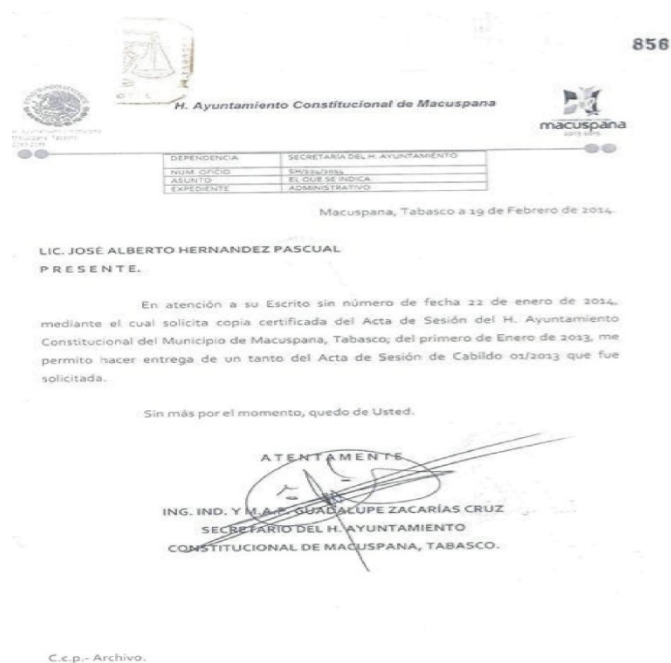 856
H. Ayuntamiento Constitucional de Macuspana
macuspana
DEPENDENCIA SECRETARÍA DEL H. AYUNTAMIENTO
NUM. OFICIO
ASUNTO EL QUE SE INDICA
EXPEDIENTE ADMINISTRATIVO
Macuspana, Tabasco a 19 de Febrero de 2014.
LIC. JOSÉ ALBERTO HERNANDEZ PASCUAL
P R E S E N T E.
En atención a su Escrito sin número de fecha 22 de enero de 2014,
mediante el cual solicita copia certificada del Acta de Sesión del H. Ayuntamiento
Constitucional del Municipio de Macuspana, Tabasco; del primero de Enero de 2013, me
permito hacer entrega de un tanto del Acta de Sesión de Cabildo 01/2013 que fue
solicitada.
Sin más por el momento, quedo de Usted.
A T E N T A M E N T E
ING. IND. Y M.A.P. GUADALUPE ZACARÍAS CRUZ
SECRETARIO DEL H. AYUNTAMIENTO
CONSTITUCIONAL DE MACUSPANA, TABASCO.
C.c.p.- Archivo.